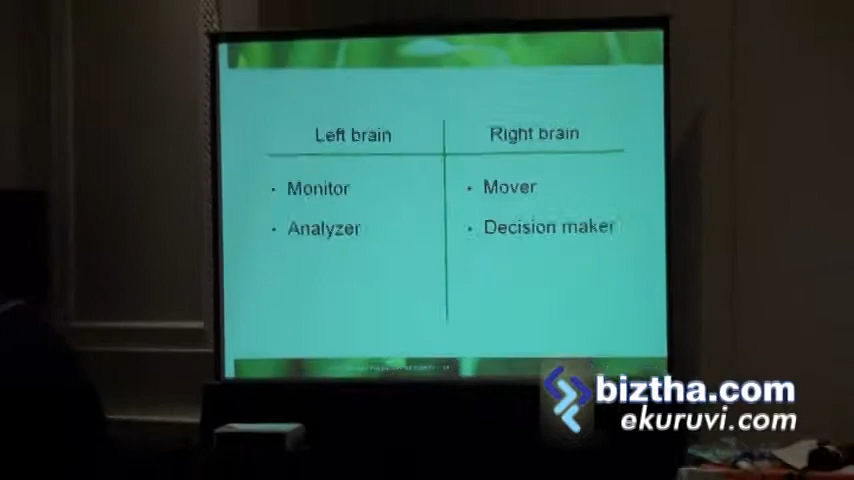 Left brain
Right brain
• Monitor
• Mover
• Analyzer
• Decision maker
biztha.com
ekuruvi.com